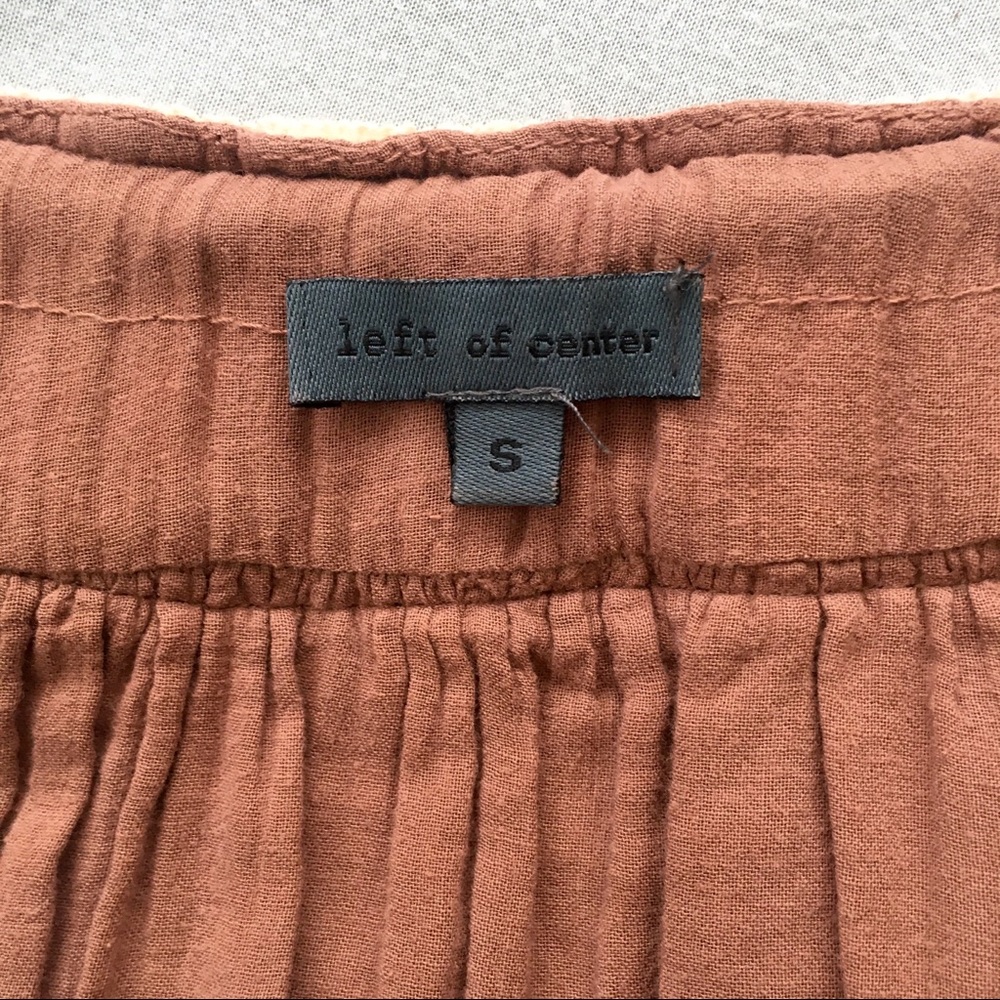 left of center
S